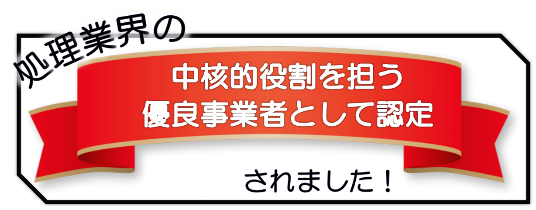 処理業界の
中核的役割を担う
優良事業者として認定
されました！